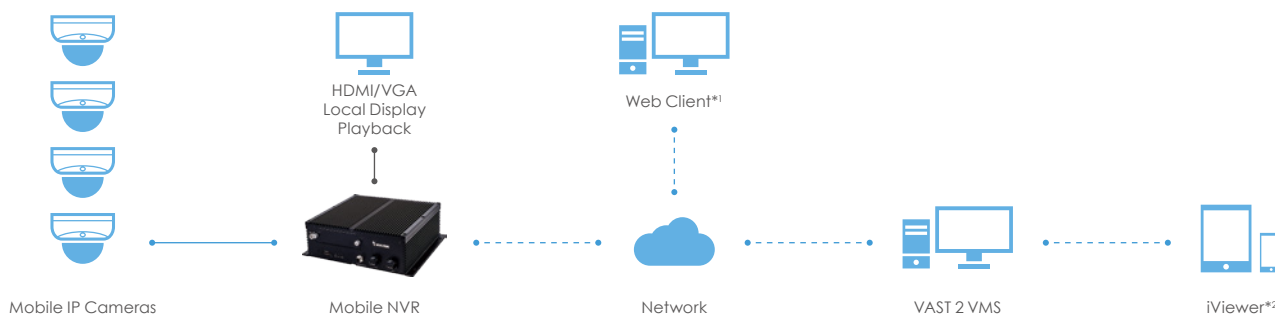 HDMI/VGA
Local Display
Playback
Web Client*1
Mobile IP Cameras
Mobile NVR
Network
VAST 2 VMS
iViewer*2